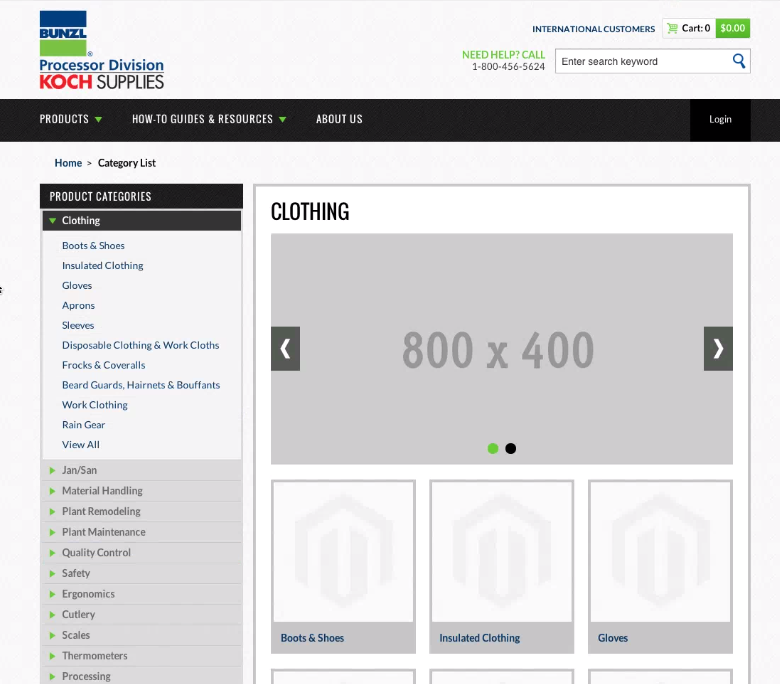 BUNZL
®
Processor Division
KOCH SUPPLIES
INTERNATIONAL CUSTOMERS
Cart: 0 $0.00
NEED HELP? CALL
1-800-456-5624
Enter search keyword
PRODUCTS HOW-TO GUIDES & RESOURCES ABOUT US Login
Home > Category List
PRODUCT CATEGORIES
Clothing
Boots & Shoes
Insulated Clothing
Gloves
Aprons
Sleeves
Disposable Clothing & Work Cloths
Frocks & Coveralls
Beard Guards, Hairnets & Bouffants
Work Clothing
Rain Gear
View All
Jan/San
Material Handling
Plant Remodeling
Plant Maintenance
Quality Control
Safety
Ergonomics
Cutlery
Scales
Thermometers
Processing
CLOTHING
800 x 400
Boots & Shoes
Insulated Clothing
Gloves